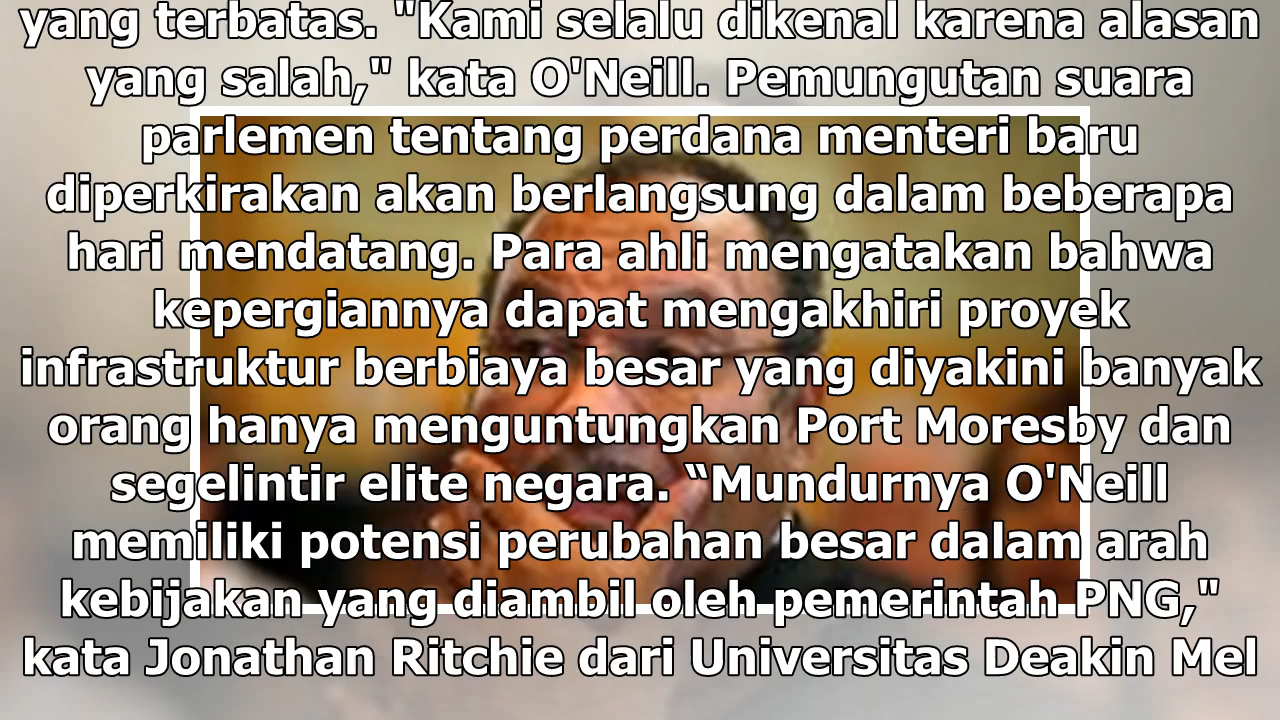 yang terbatas. "Kami selalu dikenal karena alasan
yang salah," kata O'Neill. Pemungutan suara
parlemen tentang perdana menteri baru
diperkirakan akan berlangsung dalam beberapa
hari mendatang. Para ahli mengatakan bahwa
kepergiannya dapat mengakhiri proyek
infrastruktur berbiaya besar yang diyakini banyak
orang hanya menguntungkan Port Moresby dan
segelintir elite negara. “Mundurnya O'Neill
memiliki potensi perubahan besar dalam arah
kebijakan yang diambil oleh pemerintah PNG,"
kata Jonathan Ritchie dari Universitas Deakin Mel